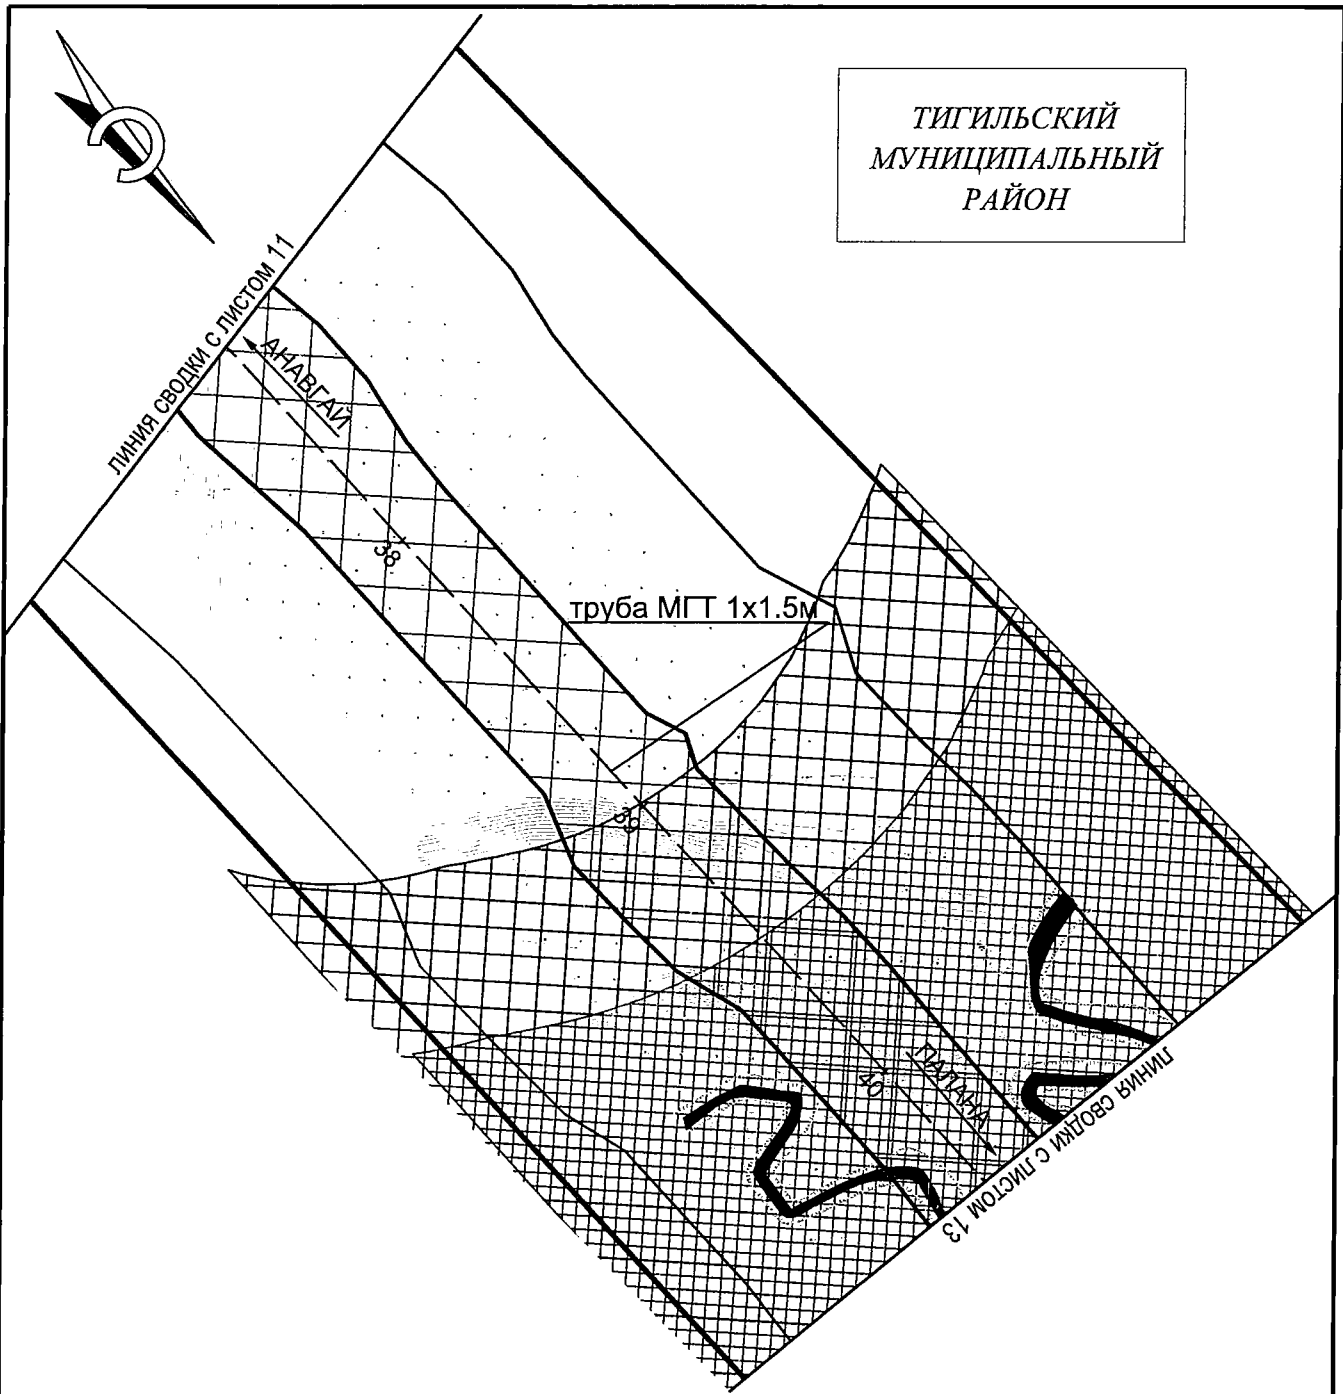 ТИГИЛЬСКИЙ
МУНИЦИПАЛЬНЫЙ
РАЙОН
С
ЛИНИЯ СВОДКИ С ЛИСТОМ 11
АНАВГАЙ
38
труба МГТ 1х1.5м
39
40
ПАЛАНА
ЛИНИЯ СВОДКИ С ЛИСТОМ 13